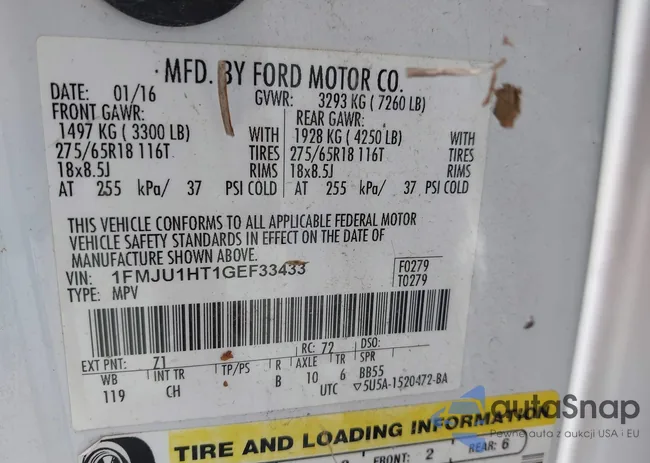 MFD. BY FORD MOTOR CO.
DATE: 01/16 GVWR: 3293 KG ( 7260 LB)
FRONT GAWR: REAR GAWR:
1497 KG ( 3300 LB) WITH 1928 KG ( 4250 LB) WITH
275/65R18 116T TIRES 275/65R18 116T TIRES
18x8.5J RIMS 18x8.5J RIMS
AT 255 kPa/ 37 PSI COLD AT 255 kPa/ 37 PSI COLD
THIS VEHICLE CONFORMS TO ALL APPLICABLE FEDERAL MOTOR
VEHICLE SAFETY STANDARDS IN EFFECT ON THE DATE OF
MANUFACTURE SHOWN ABOVE.
VIN: 1FMJU1HT1GEF33433 F0279
TYPE: MPV T0279
EXT PNT: 71 RC: 72 DSO:
WB INT TR TP/PS R AXLE TR SPR
119 CH B 10 6 BB55
UTC ▽5U5A-1520472-BA
autoSnap
Pewne auta z aukcji USA i EU
TIRE AND LOADING INFORMATION
FRONT: 2 REAR: 6